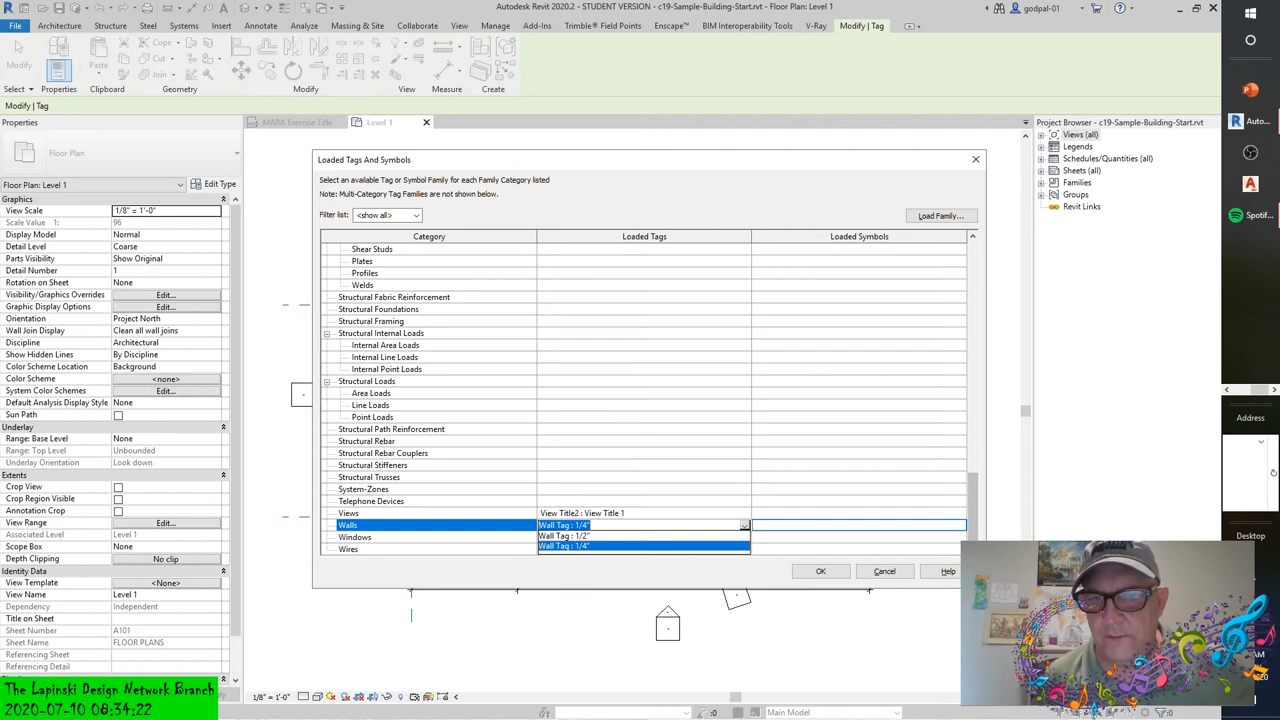 Autodesk Revit 2020.2 - STUDENT VERSION - c19-Sample-Building-Start.rvt - Floor Plan: Level 1
godpal-01
File
Architecture
Structure
Steel
Systems
Insert
Annotate
Analyze
Massing & Site
Collaborate
View
Manage
Add-Ins
Trimble® Field Points
Enscape™
BIM Interoperability Tools
V-Ray
Modify | Tag
Modify
Paste
Cope
Cut
Join
Select
Properties
Clipboard
Geometry
Modify
View
Measure
Create
Modify | Tag
Properties
Floor Plan
Floor Plan: Level 1
Edit Type
Graphics
View Scale 1/8" = 1'-0"
Scale Value 1: 96
Display Model Normal
Detail Level Coarse
Parts Visibility Show Original
Detail Number 1
Rotation on Sheet None
Visibility/Graphics Overrides Edit...
Graphic Display Options Edit...
Orientation Project North
Wall Join Display Clean all wall joins
Discipline Architectural
Show Hidden Lines By Discipline
Color Scheme Location Background
Color Scheme <none>
System Color Schemes Edit...
Default Analysis Display Style None
Sun Path
Underlay
Range: Base Level None
Range: Top Level Unbounded
Underlay Orientation Look down
Extents
Crop View
Crop Region Visible
Annotation Crop
View Range Edit...
Associated Level Level 1
Scope Box None
Depth Clipping No clip
Identity Data
View Template <None>
View Name Level 1
Dependency Independent
Title on Sheet
Sheet Number A101
Sheet Name FLOOR PLANS
Referencing Sheet
Referencing Detail
The Lapinski Design Network Branch
2020-07-10 08:34:22
MARA Exercise Title
Level 1
Loaded Tags And Symbols
Select an available Tag or Symbol Family for each Family Category listed
Note: Multi-Category Tag Families are not shown below.
Filter list: <show all>
Load Family...
Category Loaded Tags Loaded Symbols
Shear Studs
Plates
Profiles
Welds
Structural Fabric Reinforcement
Structural Foundations
Structural Framing
Structural Internal Loads
Internal Area Loads
Internal Line Loads
Internal Point Loads
Structural Loads
Area Loads
Line Loads
Point Loads
Structural Path Reinforcement
Structural Rebar
Structural Rebar Couplers
Structural Stiffeners
Structural Trusses
System-Zones
Telephone Devices
Views View Title2 : View Title 1
Walls Wall Tag : 1/4"
Windows Wall Tag : 1/2"
Wall Tag : 1/4"
Wires
OK
Cancel
Help
1/8" = 1'-0"
:0
Main Model
:0
Project Browser - c19-Sample-Building-Start.rvt
Views (all)
Legends
Schedules/Quantities (all)
Sheets (all)
Families
Groups
Revit Links
Auto...
Spotif...
Address
Desktop